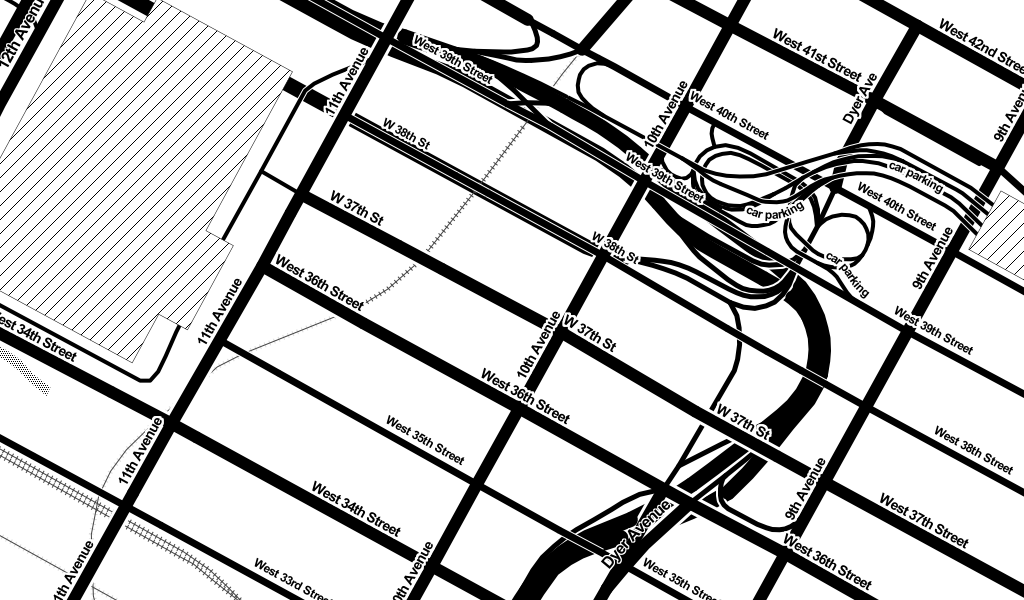 12th Avenue
West 42nd Street
West 41st Street
West 39th Street
11th Avenue
Dyer Ave
9th Avenue
10th Avenue
West 40th Street
W 38th St
West 39th Street
car parking
car parking
West 40th Street
W 37th St
W 38th St
car parking
9th Avenue
West 36th Street
11th Avenue
West 39th Street
West 34th Street
10th Avenue
W 37th St
West 36th Street
W 37th St
West 35th Street
West 38th Street
11th Avenue
9th Avenue
West 34th Street
West 37th Street
Dyer Avenue
West 36th Street
11th Avenue
West 33rd Street
10th Avenue
West 35th Street